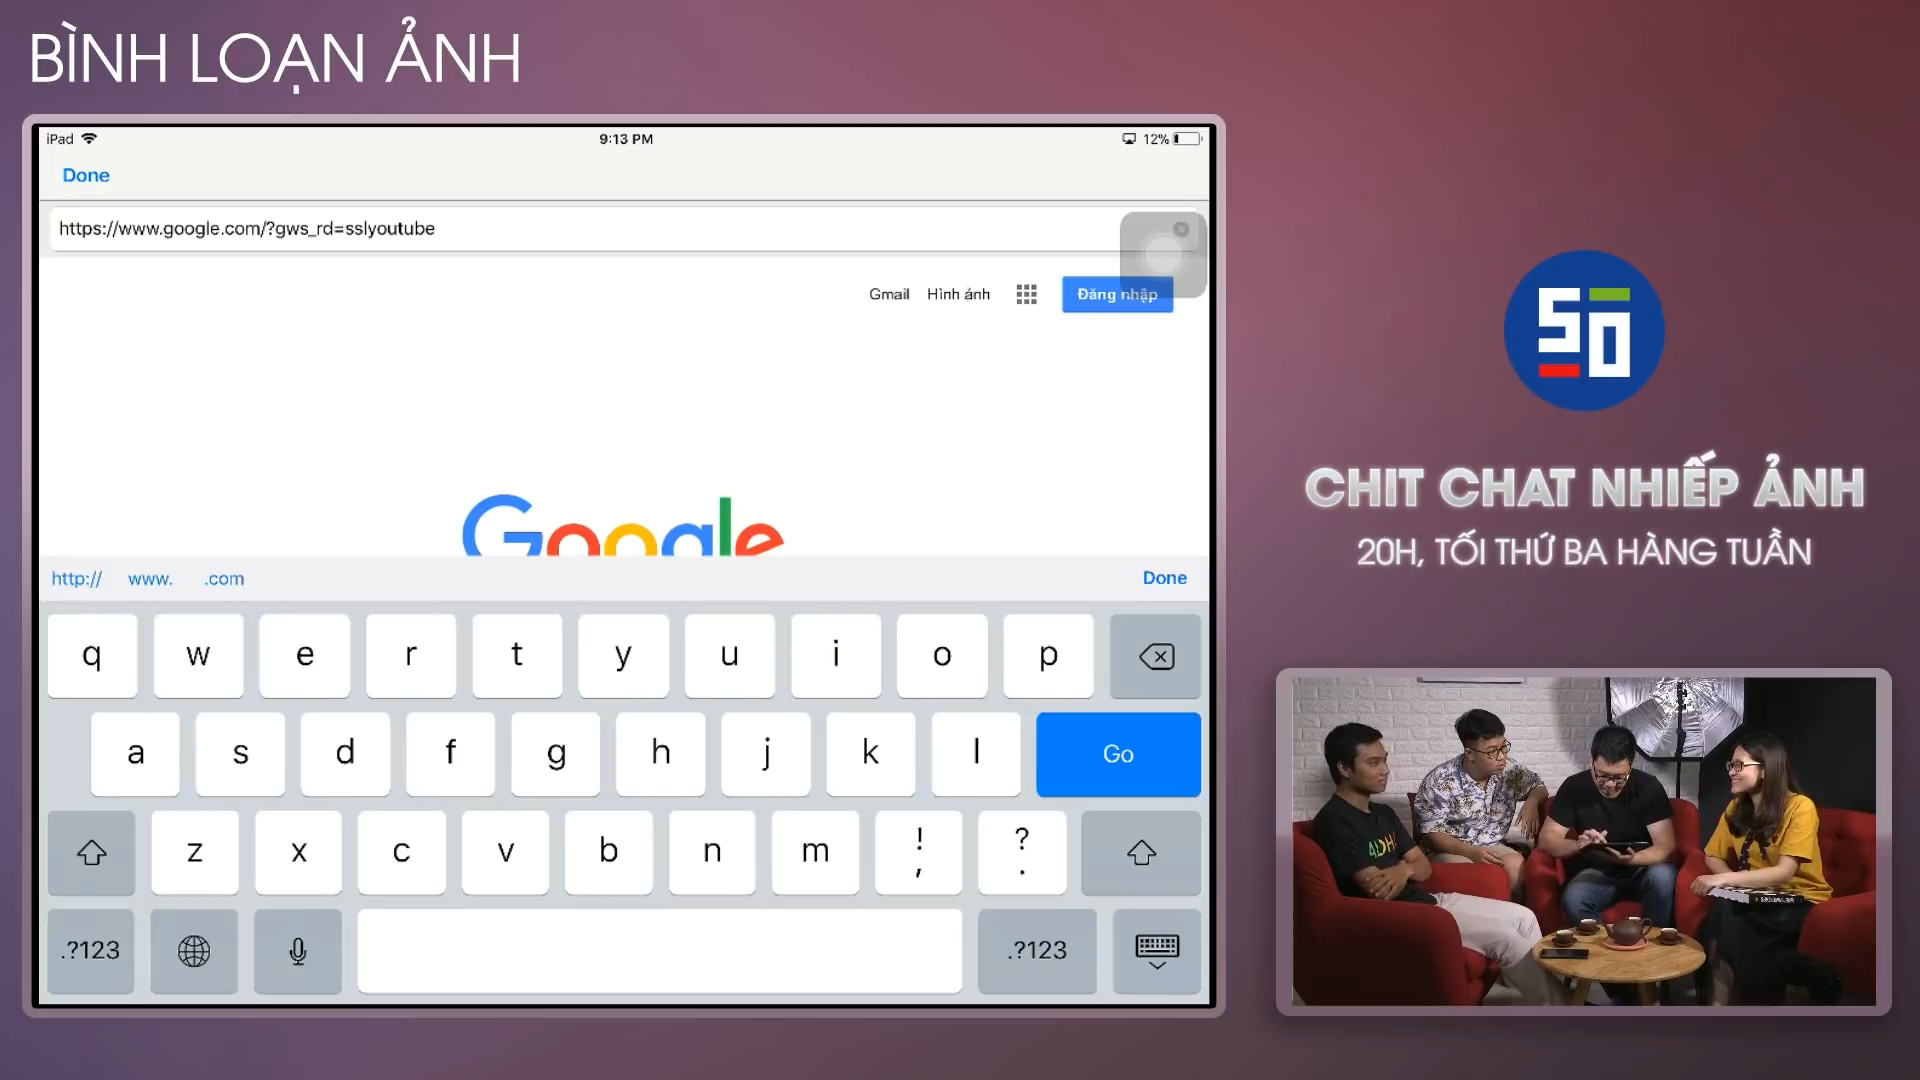 BÌNH LOẠN ẢNH
iPad 9:13 PM 12%
Done
https://www.google.com/?gws_rd=sslyoutube
Gmail Hình ảnh Đăng nhập
Google
http:// www. .com Done
q w e r t y u i o p
a s d f g h j k l Go
z x c v b n m ! , ? .
.?123 .?123
50
CHIT CHAT NHIẾP ẢNH
20H, TỐI THỨ BA HÀNG TUẦN